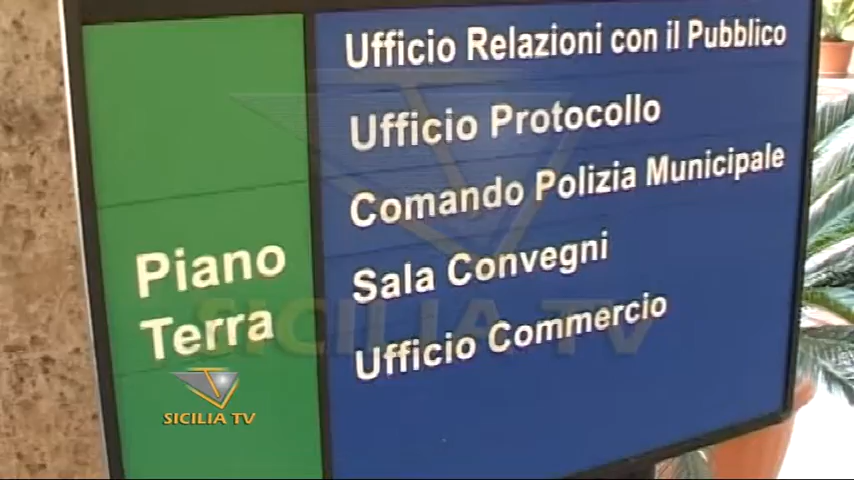 Ufficio Relazioni con il Pubblico
Ufficio Protocollo
Comando Polizia Municipale
Sala Convegni
Ufficio Commercio
Piano
Terra
SICILIA TV
SICILIA TV